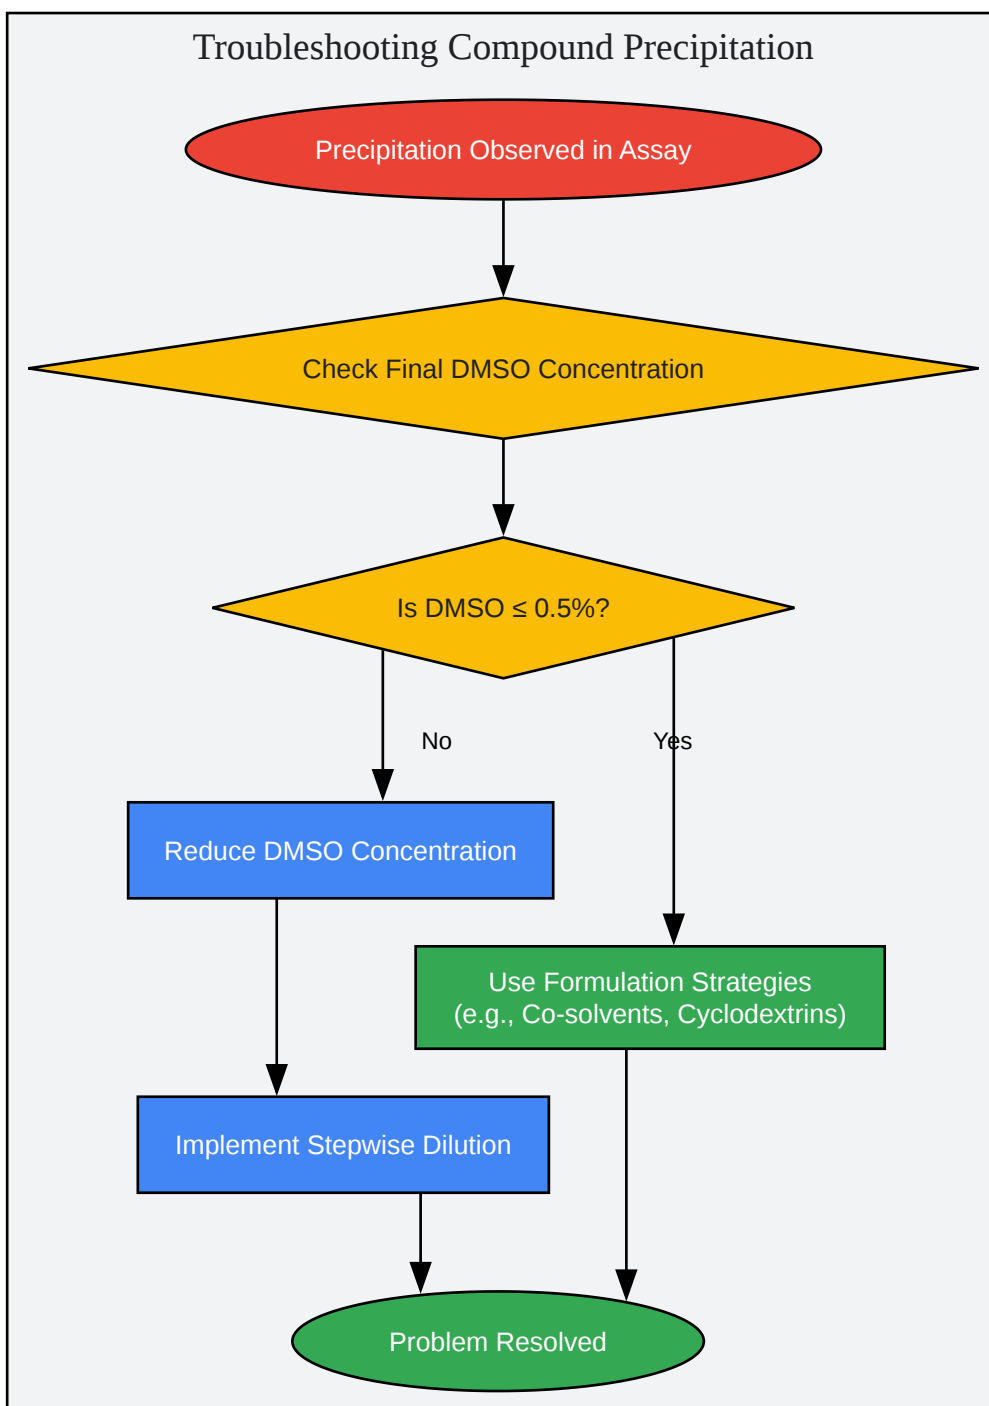 Troubleshooting Compound Precipitation
Precipitation Observed in Assay
Check Final DMSO Concentration
Is DMSO ≤ 0.5%?
No
Yes
Reduce DMSO Concentration
Use Formulation Strategies
(e.g., Co-solvents, Cyclodextrins)
Implement Stepwise Dilution
Problem Resolved